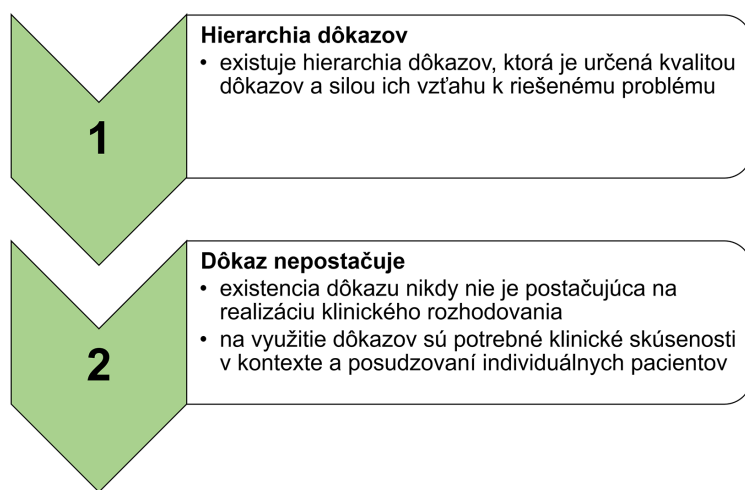 1
Hierarchia dôkazov
• existuje hierarchia dôkazov, ktorá je určená kvalitou
dôkazov a silou ich vzťahu k riešenému problému
2
Dôkaz nepostačuje
• existencia dôkazu nikdy nie je postačujúca na
realizáciu klinického rozhodovania
• na využitie dôkazov sú potrebné klinické skúsenosti
v kontexte a posudzovaní individuálnych pacientov